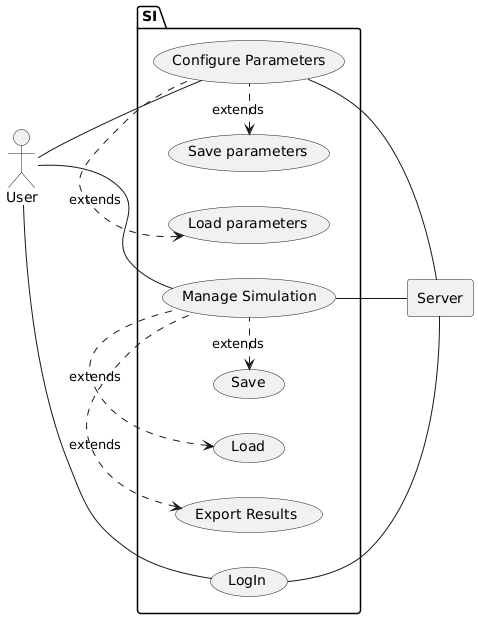 SI
Configure Parameters
extends
Save parameters
User
extends
Load parameters
Manage Simulation
Server
extends
extends
Save
extends
Load
Export Results
LogIn